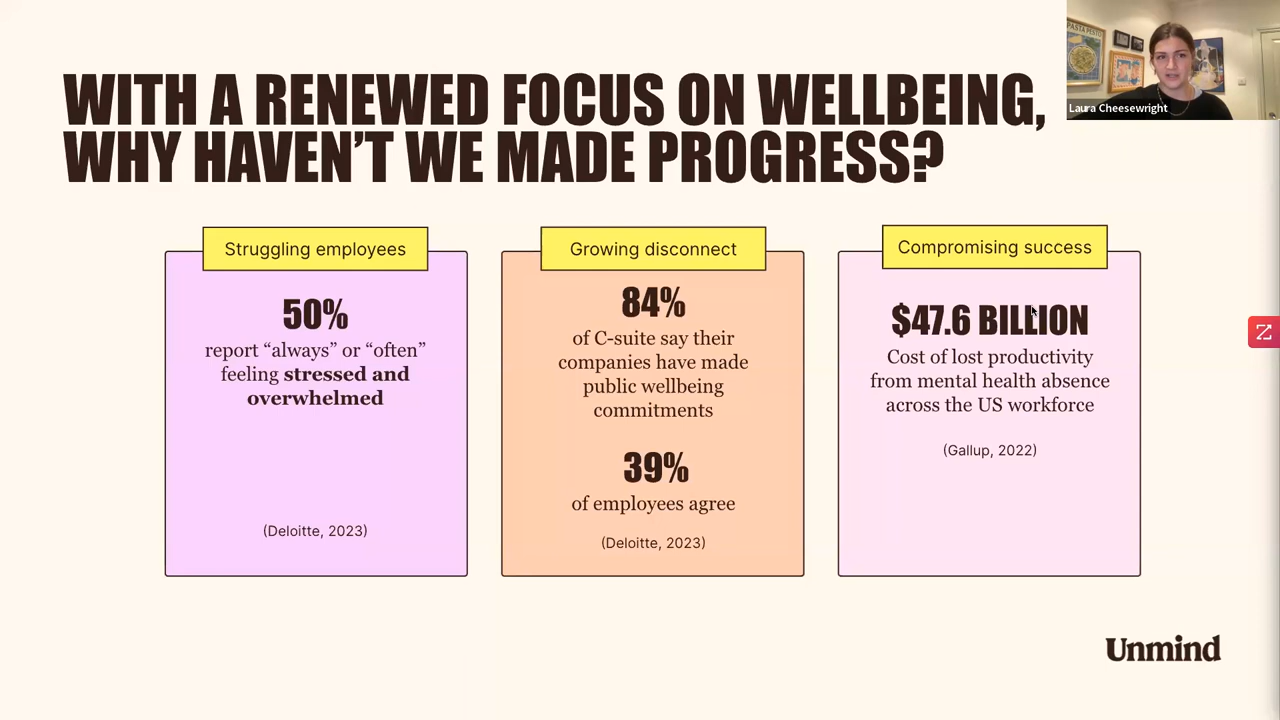 WITH A RENEWED FOCUS ON WELLBEING,
WHY HAVEN’T WE MADE PROGRESS?
PASTA PESTO
Laura Cheesewright
Struggling employees
50%
report “always” or “often”
feeling stressed and
overwhelmed
(Deloitte, 2023)
Growing disconnect
84%
of C-suite say their
companies have made
public wellbeing
commitments
39%
of employees agree
(Deloitte, 2023)
Compromising success
$47.6 BILLION
Cost of lost productivity
from mental health absence
across the US workforce
(Gallup, 2022)
Unmind